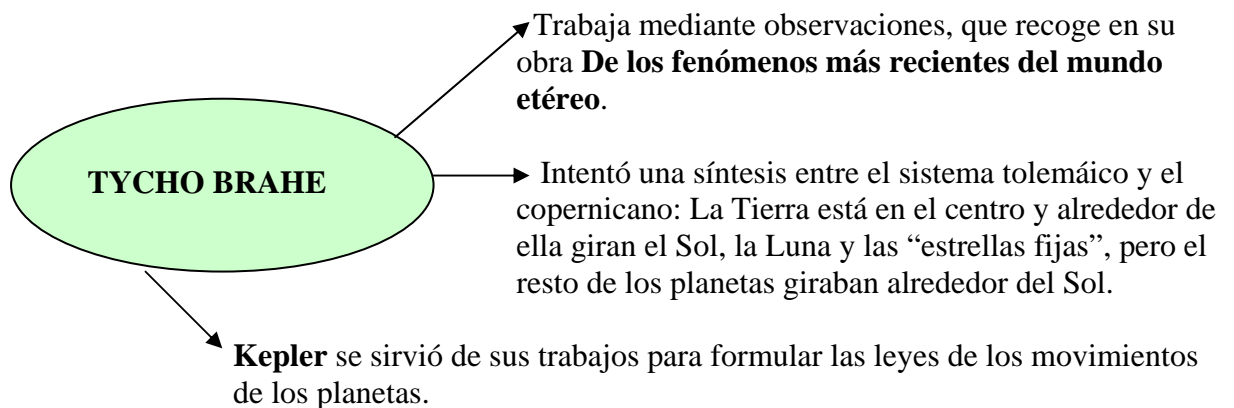 Trabaja mediante observaciones, que recoge en su
obra De los fenómenos más recientes del mundo
etéreo.
TYCHO BRAHE
Intentó una síntesis entre el sistema tolemáico y el
copernicano: La Tierra está en el centro y alrededor de
ella giran el Sol, la Luna y las “estrellas fijas”, pero el
resto de los planetas giraban alrededor del Sol.
Kepler se sirvió de sus trabajos para formular las leyes de los movimientos
de los planetas.